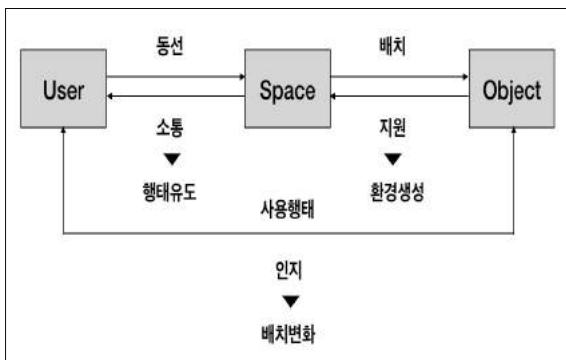 동선
배치
User
Space
Object
소통
지원
행태유도
환경생성
사용행태
인지
배치변화